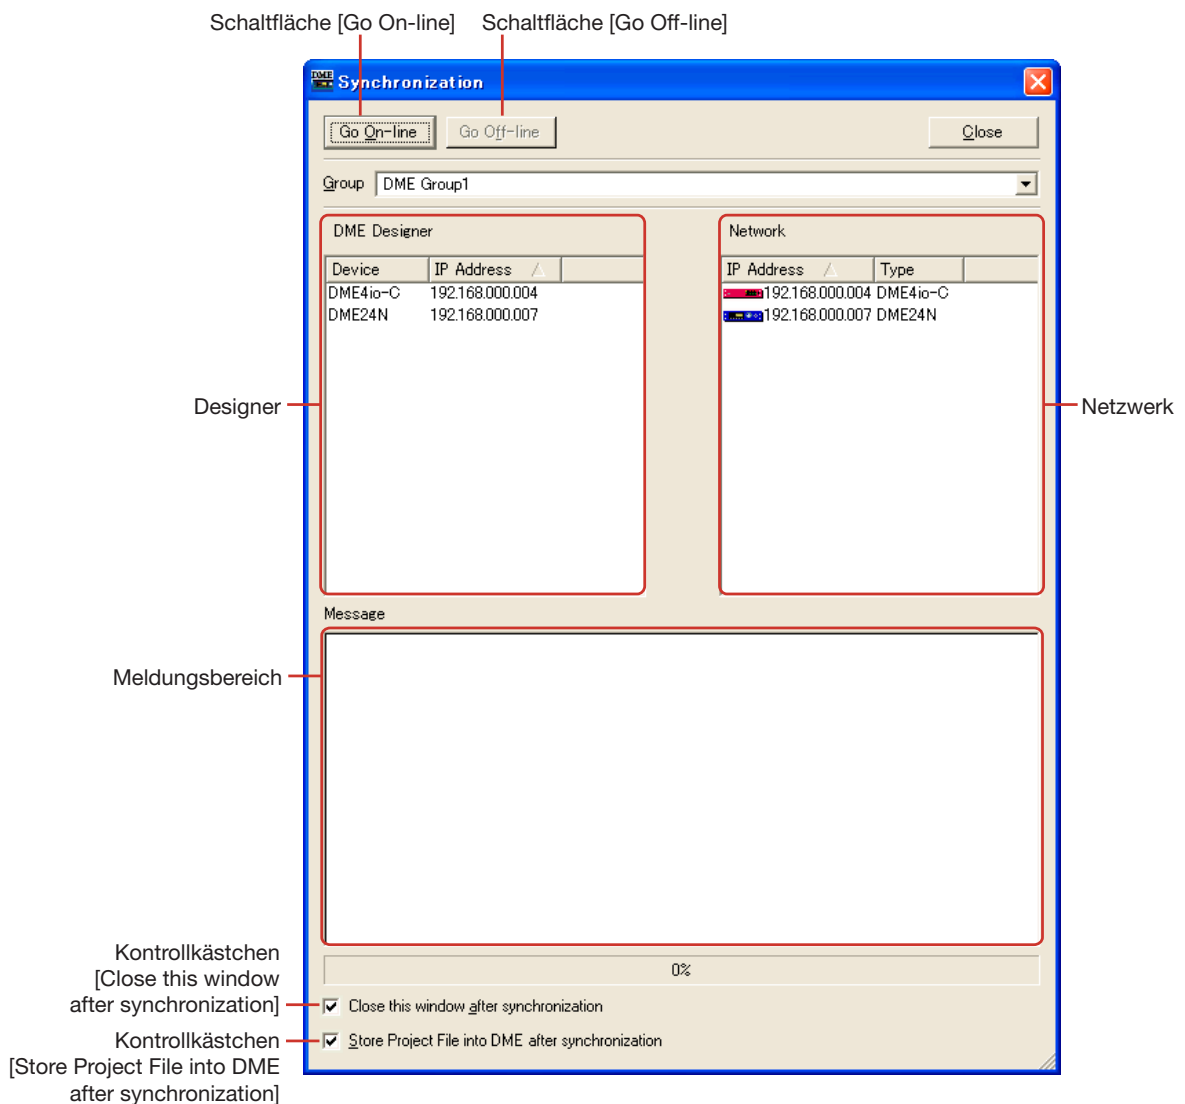 Schaltfläche [Go On-line] Schaltfläche [Go Off-line]
Synchronization
Go On-line Go Off-line Close
Group DME Group1
DME Designer Network
Device IP Address IP Address Type
DME4io-C 192.168.000.004 192.168.000.004 DME4io-C
DME24N 192.168.000.007 192.168.000.007 DME24N
Designer Netzwerk
Message
Meldungsbereich
0%
Kontrollkästchen
[Close this window
after synchronization] Close this window after synchronization
Kontrollkästchen Store Project File into DME after synchronization
[Store Project File into DME
after synchronization]